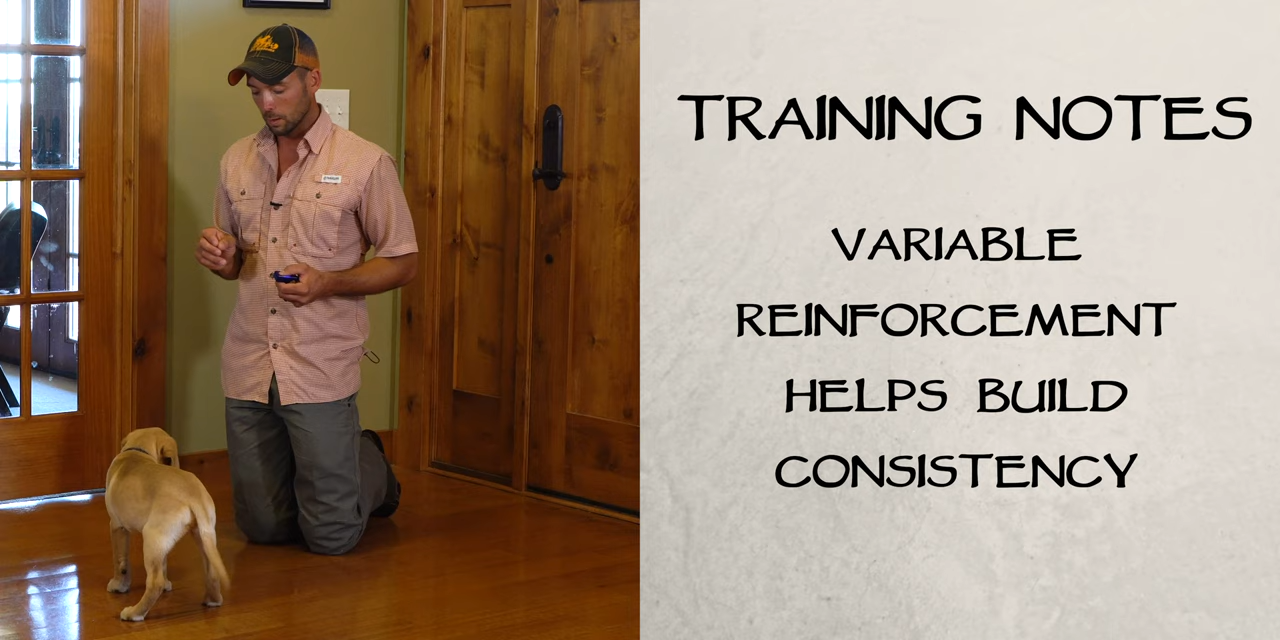 TRAINING NOTES
VARIABLE
REINFORCEMENT
HELPS BUILD
CONSISTENCY